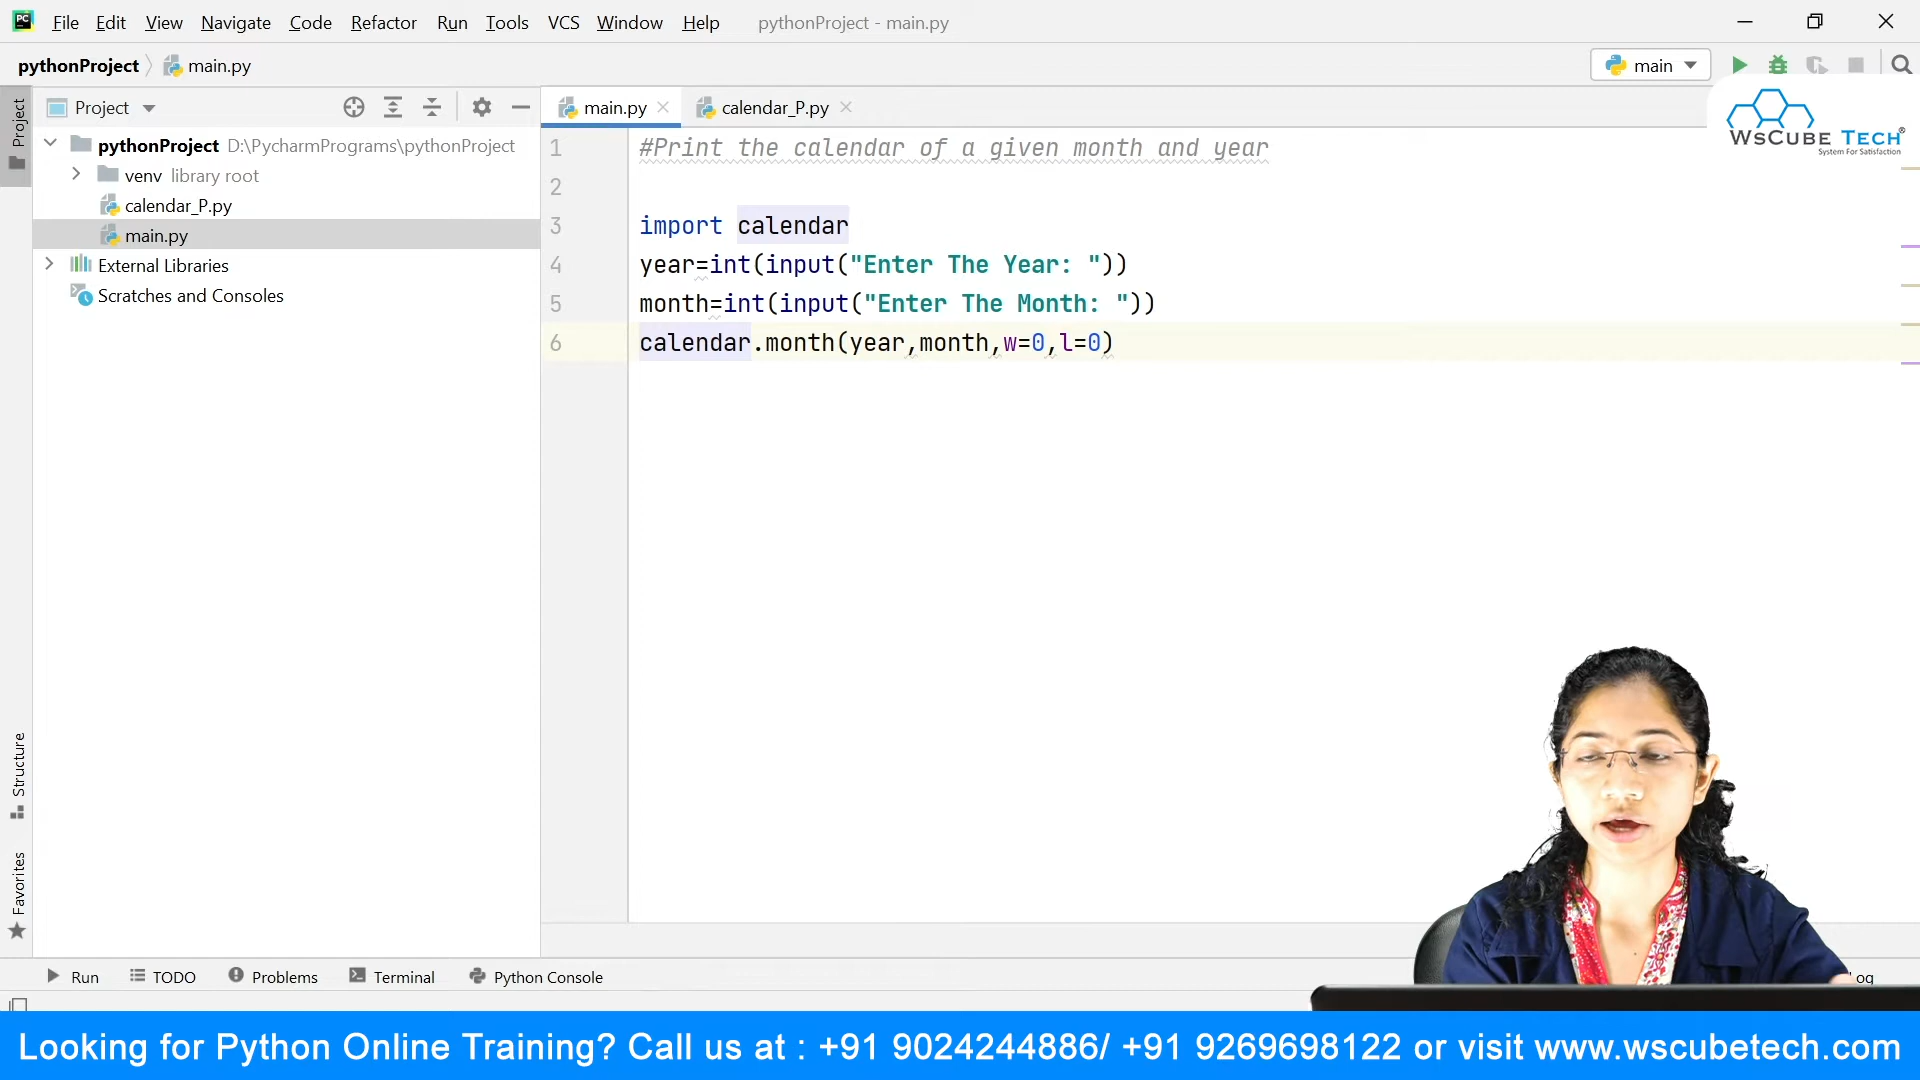 File Edit View Navigate Code Refactor Run Tools VCS Window Help pythonProject - main.py
pythonProject main.py main
Project
WsCube Tech®
System For Satisfaction
main.py calendar_P.py
Project
pythonProject D:\PycharmPrograms\pythonProject
venv library root
calendar_P.py
main.py
External Libraries
Scratches and Consoles
1 #Print the calendar of a given month and year
2
3 import calendar
4 year=int(input("Enter The Year: "))
5 month=int(input("Enter The Month: "))
6 calendar.month(year,month,w=0,l=0)
Structure
Favorites
Run TODO Problems Terminal Python Console
Looking for Python Online Training? Call us at : +91 9024244886/ +91 9269698122 or visit www.wscubetech.com